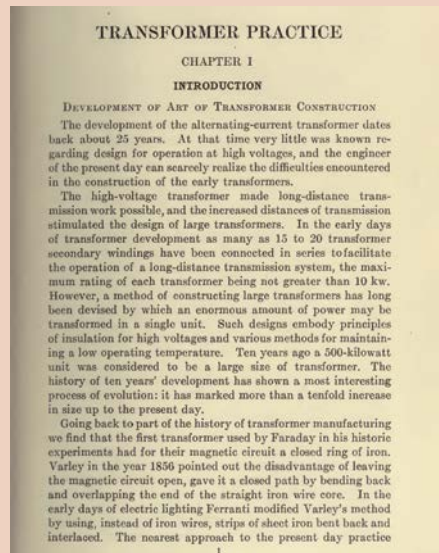 TRANSFORMER PRACTICE
CHAPTER I
INTRODUCTION
Development of Art of Transformer Construction
The development of the alternating-current transformer dates
back about 25 years. At that time very little was known re-
garding design for operation at high voltages, and the engineer
of the present day can scarcely realize the difficulties encountered
in the construction of the early transformers.
The high-voltage transformer made long-distance trans-
mission work possible, and the increased distances of transmission
stimulated the design of large transformers. In the early days
of transformer development as many as 15 to 20 transformer
secondary windings have been connected in series to facilitate
the operation of a long-distance transmission system, the maxi-
mum rating of each transformer being not greater than 10 kw.
However, a method of constructing large transformers has long
been devised by which an enormous amount of power may be
transformed in a single unit. Such designs embody principles
of insulation for high voltages and various methods for maintain-
ing a low operating temperature. Ten years ago a 500-kilowatt
unit was considered to be a large size of transformer. The
history of ten years' development has shown a most interesting
process of evolution: it has marked more than a tenfold increase
in size up to the present day.
Going back to part of the history of transformer manufacturing
we find that the first transformer used by Faraday in his historic
experiments had for their magnetic circuit a closed ring of iron.
Varley in the year 1856 pointed out the disadvantage of leaving
the magnetic circuit open, gave it a closed path by bending back
and overlapping the end of the straight iron wire core. In the
early days of electric lighting Ferranti modified Varley's method
by using, instead of iron wires, strips of sheet iron bent back and
interlaced. The nearest approach to the present day practice
1